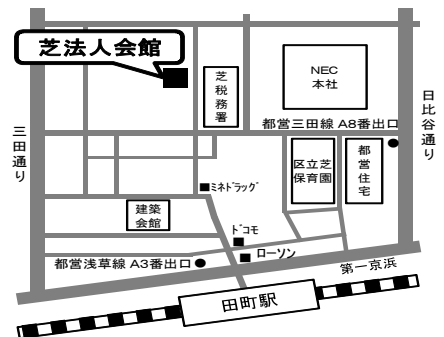 芝法人会館
芝
税
務
署
NEC
本社
都営三田線 A8番出口
日比谷通り
三田通り
区立芝
保育園
都
営
住
宅
ミネドラッグ
建築
会館
ドコモ
ローソン
都営浅草線 A3番出口
第一京浜
田町駅